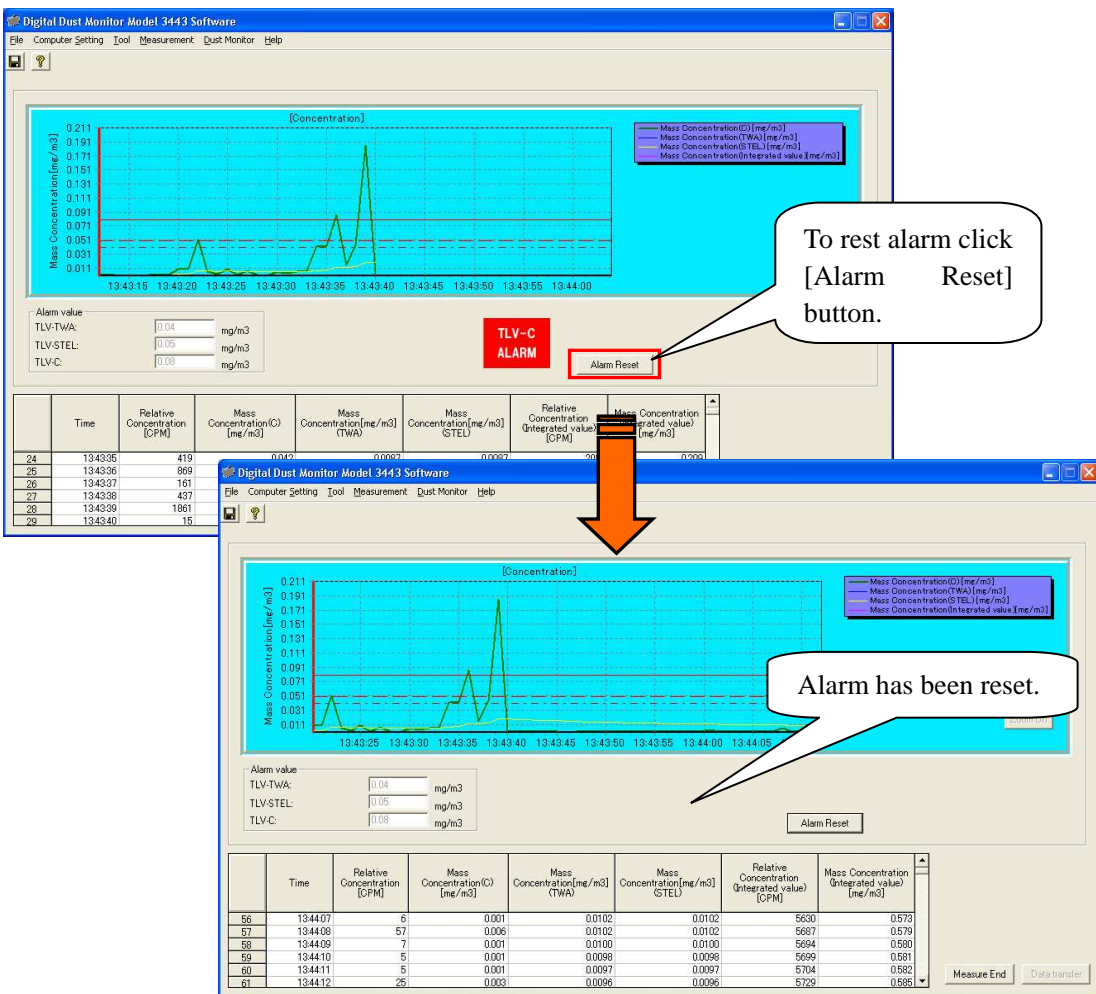 Digital Dust Monitor Model 3443 Software
File Computer Setting Tool Measurement Dust Monitor Help
[Concentration]
Mass Concentration[mg/m3]
0.211
0.191
0.171
0.151
0.131
0.111
0.091
0.071
0.051
0.031
0.011
13:43:15 13:43:20 13:43:25 13:43:30 13:43:35 13:43:40 13:43:45 13:43:50 13:43:55 13:44:00
Mass Concentration(C)[mg/m3]
Mass Concentration(TWA)[mg/m3]
Mass Concentration(STEL)[mg/m3]
Mass Concentration(Integrated value)[mg/m3]
To rest alarm click
[Alarm Reset]
button.
Alarm value
TLV-TWA: 0.04 mg/m3
TLV-STEL: 0.05 mg/m3
TLV-C: 0.08 mg/m3
TLV-C
ALARM
Alarm Reset
Time
Relative
Concentration
[CPM]
Mass
Concentration(C)
[mg/m3]
Mass
Concentration[mg/m3]
(TWA)
Mass
Concentration[mg/m3]
(STEL)
Relative
Concentration
(Integrated value)
[CPM]
Mass Concentration
[mg/m3]
24 13:43:35 419 0.042 0.0087 0.0087 0.209
25 13:43:36 869
26 13:43:37 161
27 13:43:38 437
28 13:43:39 1861
29 13:43:40 15
Digital Dust Monitor Model 3443 Software
File Computer Setting Tool Measurement Dust Monitor Help
[Concentration]
Mass Concentration[mg/m3]
0.211
0.191
0.171
0.151
0.131
0.111
0.091
0.071
0.051
0.031
0.011
13:43:25 13:43:30 13:43:35 13:43:40 13:43:45 13:43:50 13:43:55 13:44:00 13:44:05
Mass Concentration(C)[mg/m3]
Mass Concentration(TWA)[mg/m3]
Mass Concentration(STEL)[mg/m3]
Mass Concentration(Integrated value)[mg/m3]
Alarm has been reset.
Alarm value
TLV-TWA: 0.04 mg/m3
TLV-STEL: 0.05 mg/m3
TLV-C: 0.08 mg/m3
Alarm Reset
Time
Relative
Concentration
[CPM]
Mass
Concentration(C)
[mg/m3]
Mass
Concentration[mg/m3]
(TWA)
Mass
Concentration[mg/m3]
(STEL)
Relative
Concentration
(Integrated value)
[CPM]
Mass Concentration
(Integrated value)
[mg/m3]
56 13:44:07 6 0.001 0.0102 0.0102 5630 0.573
57 13:44:08 57 0.006 0.0102 0.0102 5687 0.579
58 13:44:09 7 0.001 0.0100 0.0100 5694 0.580
59 13:44:10 5 0.001 0.0098 0.0098 5699 0.581
60 13:44:11 5 0.001 0.0097 0.0097 5704 0.582
61 13:44:12 25 0.003 0.0096 0.0096 5729 0.585
Measure End
Data transfer